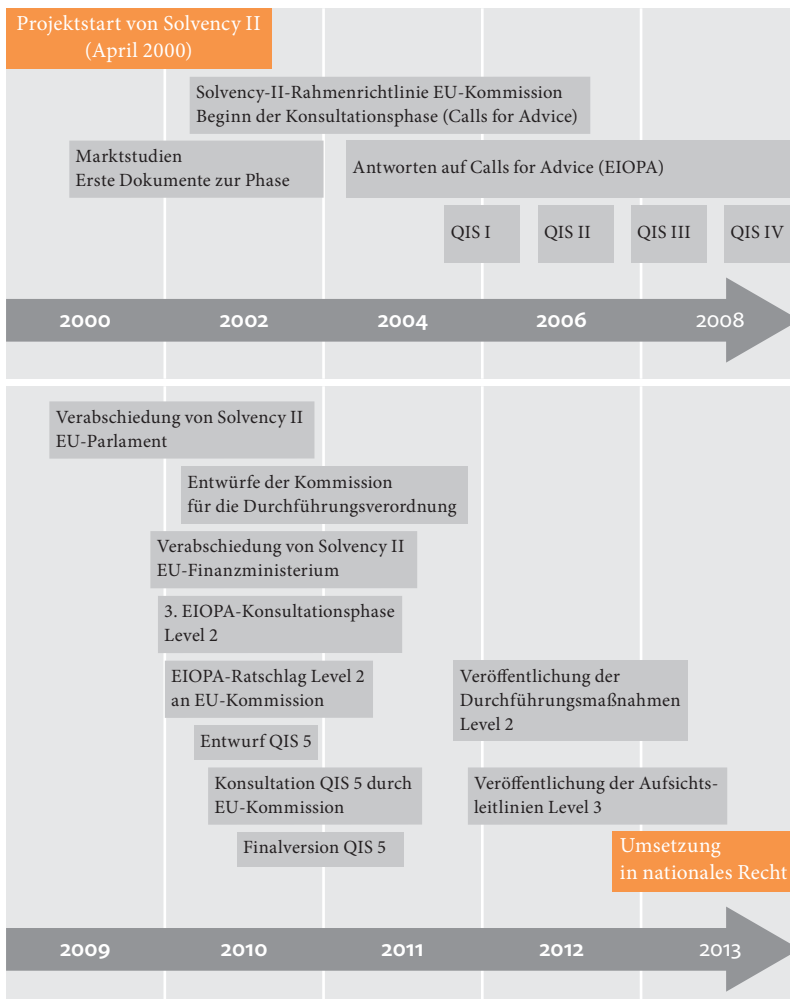 Projektstart von Solvency II
(April 2000)
Solvency-II-Rahmenrichtlinie EU-Kommission
Beginn der Konsultationsphase (Calls for Advice)
Marktstudien
Erste Dokumente zur Phase
Antworten auf Calls for Advice (EIOPA)
QIS I
QIS II
QIS III
QIS IV
2000
2002
2004
2006
2008
Verabschiedung von Solvency II
EU-Parlament
Entwürfe der Kommission
für die Durchführungsverordnung
Verabschiedung von Solvency II
EU-Finanzministerium
3. EIOPA-Konsultationsphase
Level 2
EIOPA-Ratschlag Level 2
an EU-Kommission
Veröffentlichung der
Durchführungsmaßnahmen
Level 2
Entwurf QIS 5
Konsultation QIS 5 durch
EU-Kommission
Veröffentlichung der Aufsichts-
leitlinien Level 3
Finalversion QIS 5
Umsetzung
in nationales Recht
2009
2010
2011
2012
2013